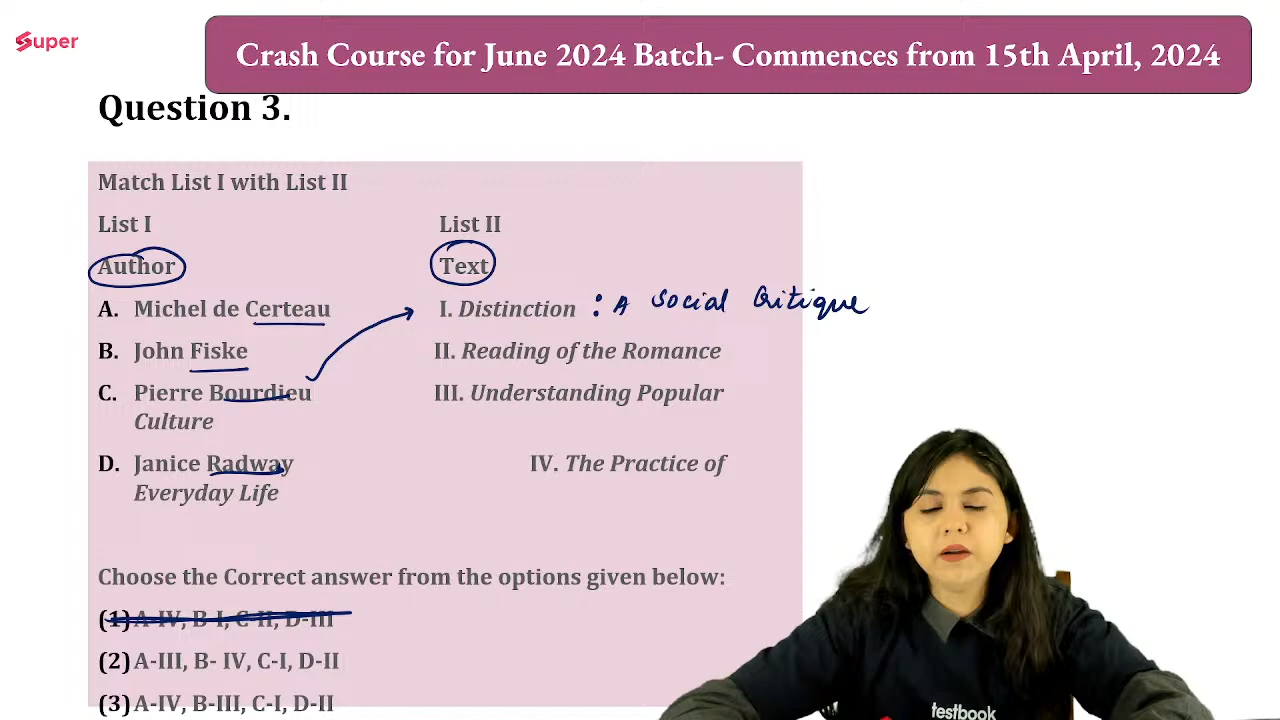 Super
Crash Course for June 2024 Batch- Commences from 15th April, 2024
Question 3.
Match List I with List II
List I List II
Author Text
A. Michel de Certeau I. Distinction : A Social Critique
B. John Fiske II. Reading of the Romance
C. Pierre Bourdieu III. Understanding Popular
Culture
D. Janice Radway IV. The Practice of
Everyday Life
Choose the Correct answer from the options given below:
(1) A-IV, B-I, C-II, D-III
(2) A-III, B- IV, C-I, D-II
(3) A-IV, B-III, C-I, D-II
testbook